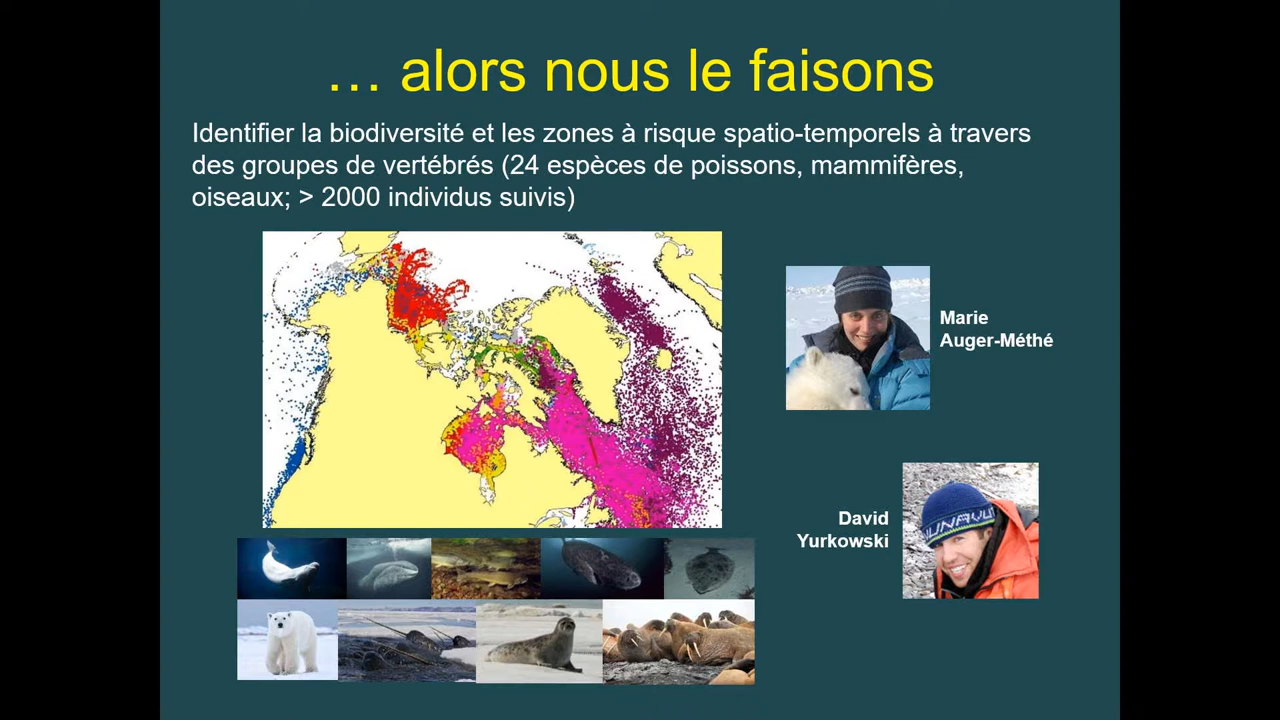 … alors nous le faisons
Identifier la biodiversité et les zones à risque spatio-temporels à travers
des groupes de vertébrés (24 espèces de poissons, mammifères,
oiseaux; > 2000 individus suivis)
Marie
Auger-Méthé
David
Yurkowski
NUNAVU